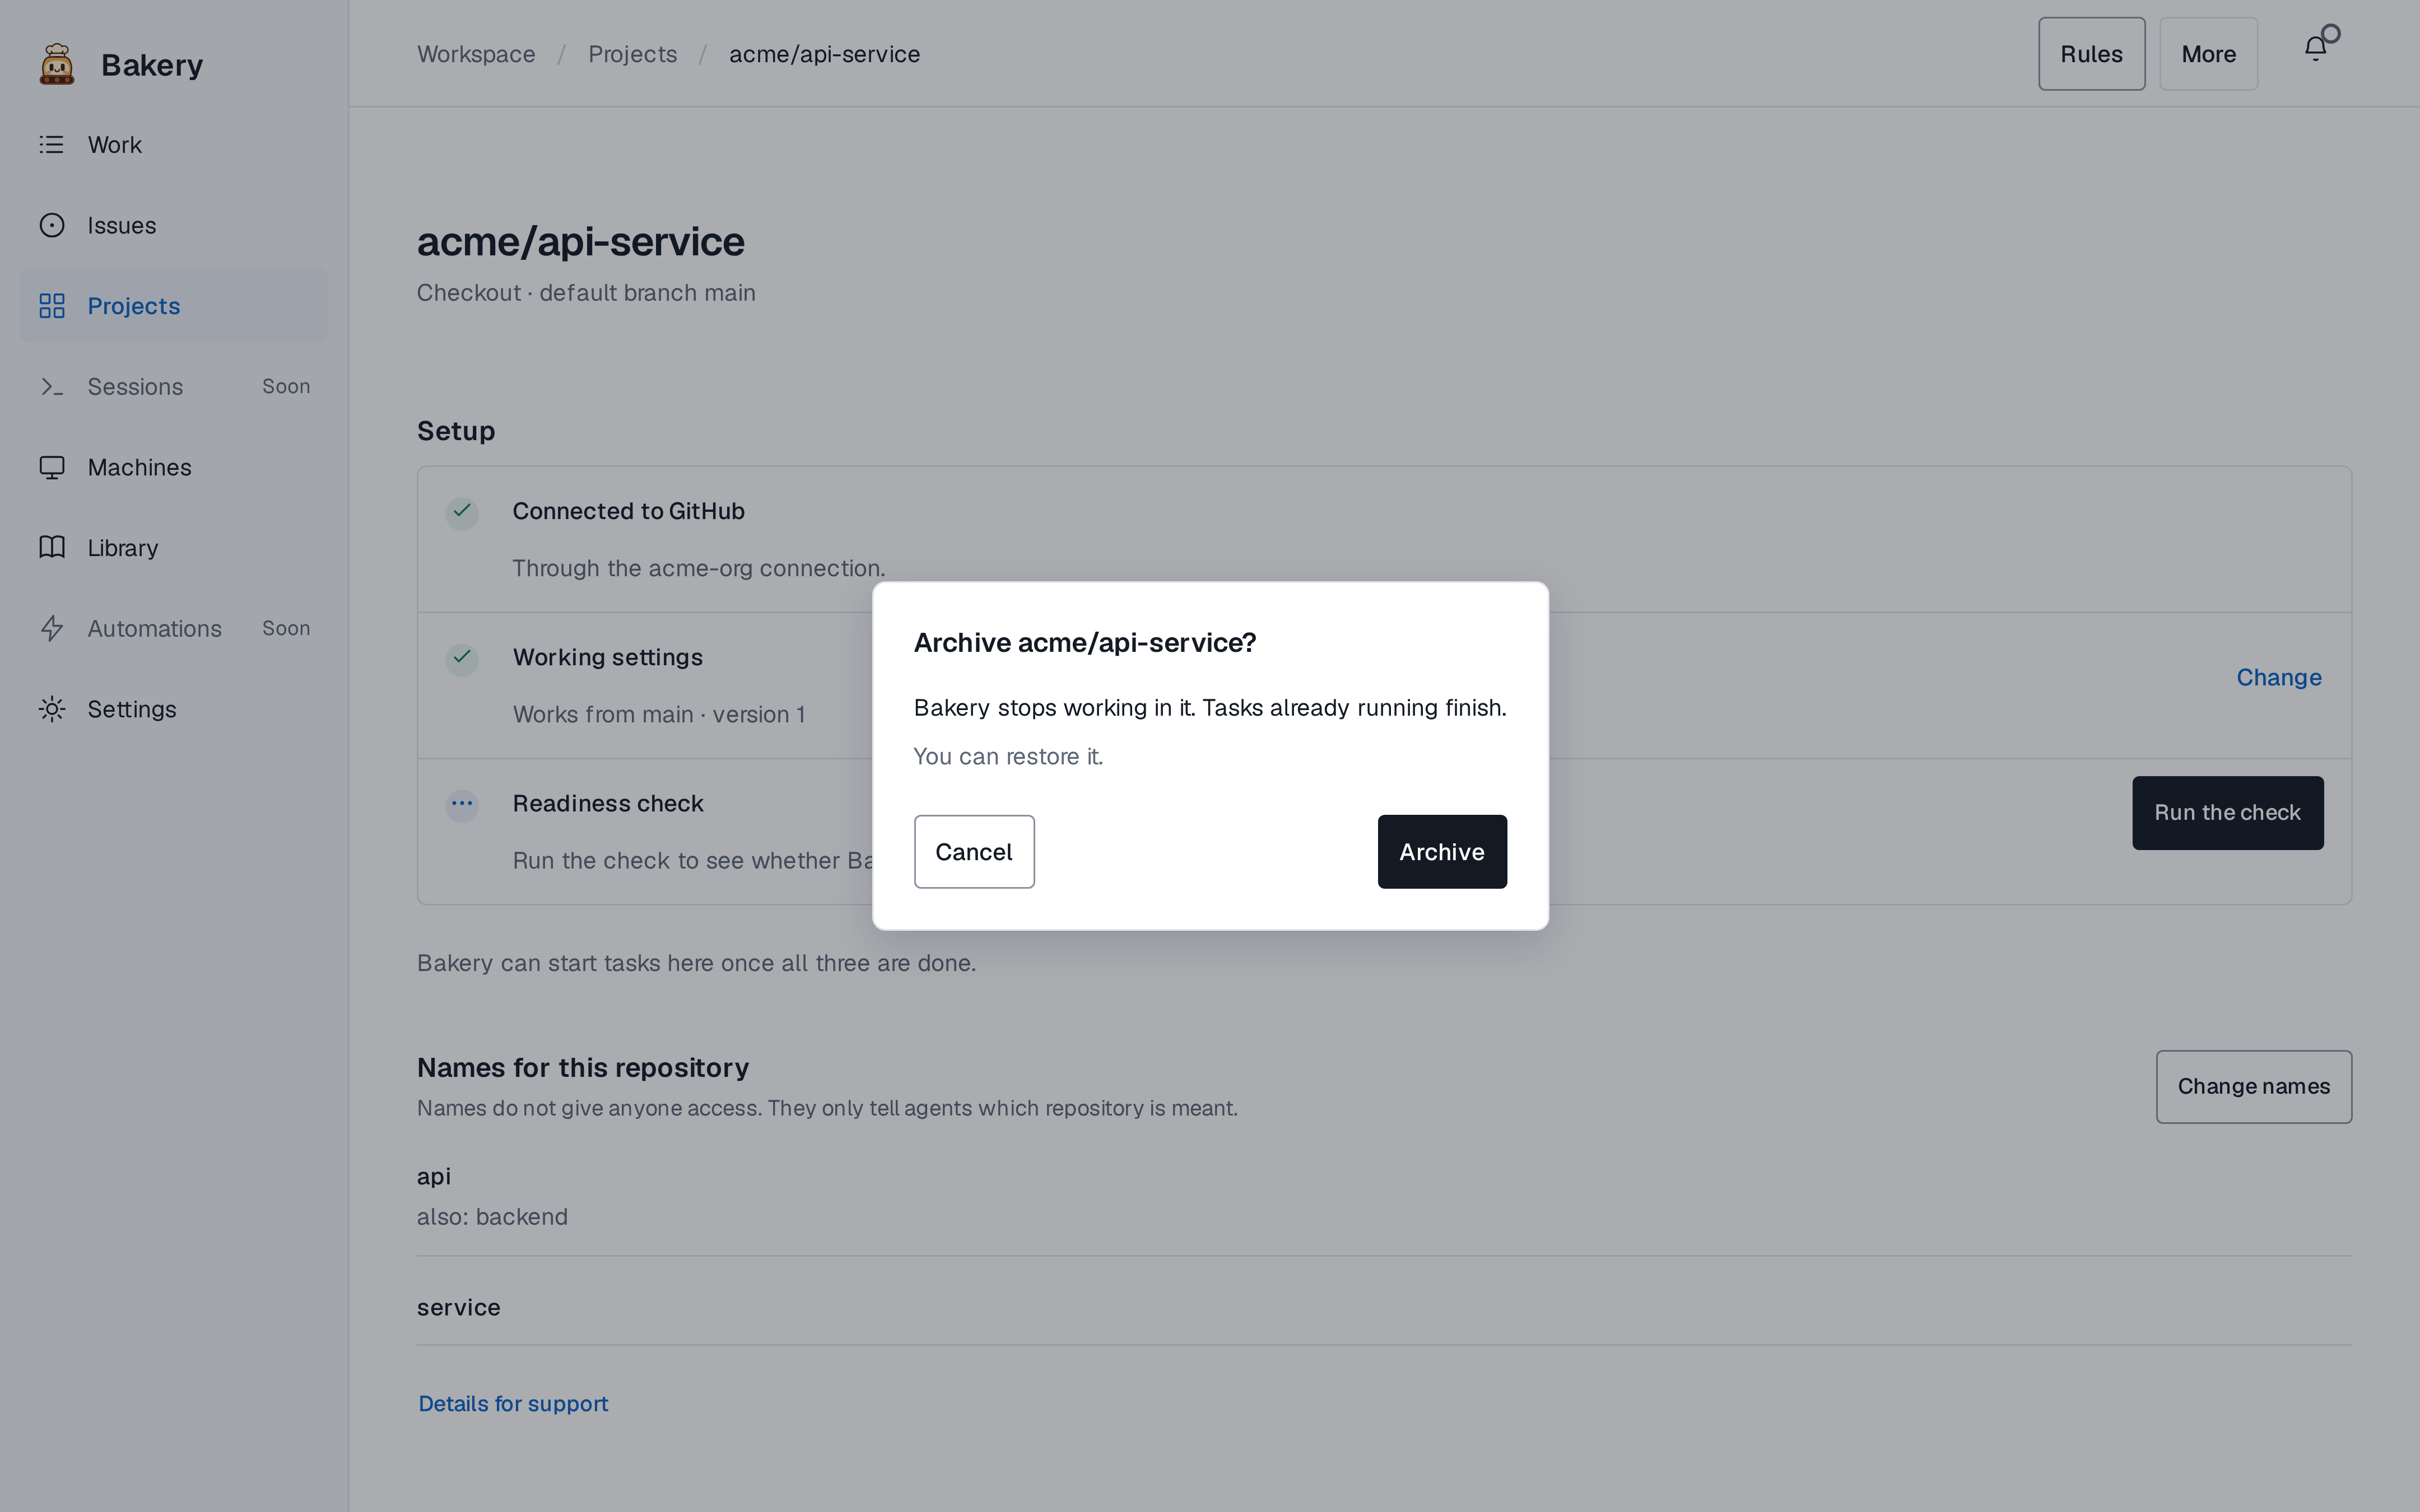 Bakery
Work
Issues
Projects
Sessions Soon
Machines
Library
Automations Soon
Settings
Workspace / Projects / acme/api-service
Rules
More
acme/api-service
Checkout · default branch main
Setup
Connected to GitHub
Through the acme-org connection.
Working settings
Works from main · version 1
Change
Readiness check
Run the check to see whether
Run the check
Archive acme/api-service?
Bakery stops working in it. Tasks already running finish.
You can restore it.
Cancel
Archive
Bakery can start tasks here once all three are done.
Names for this repository
Names do not give anyone access. They only tell agents which repository is meant.
Change names
api
also: backend
service
Details for support